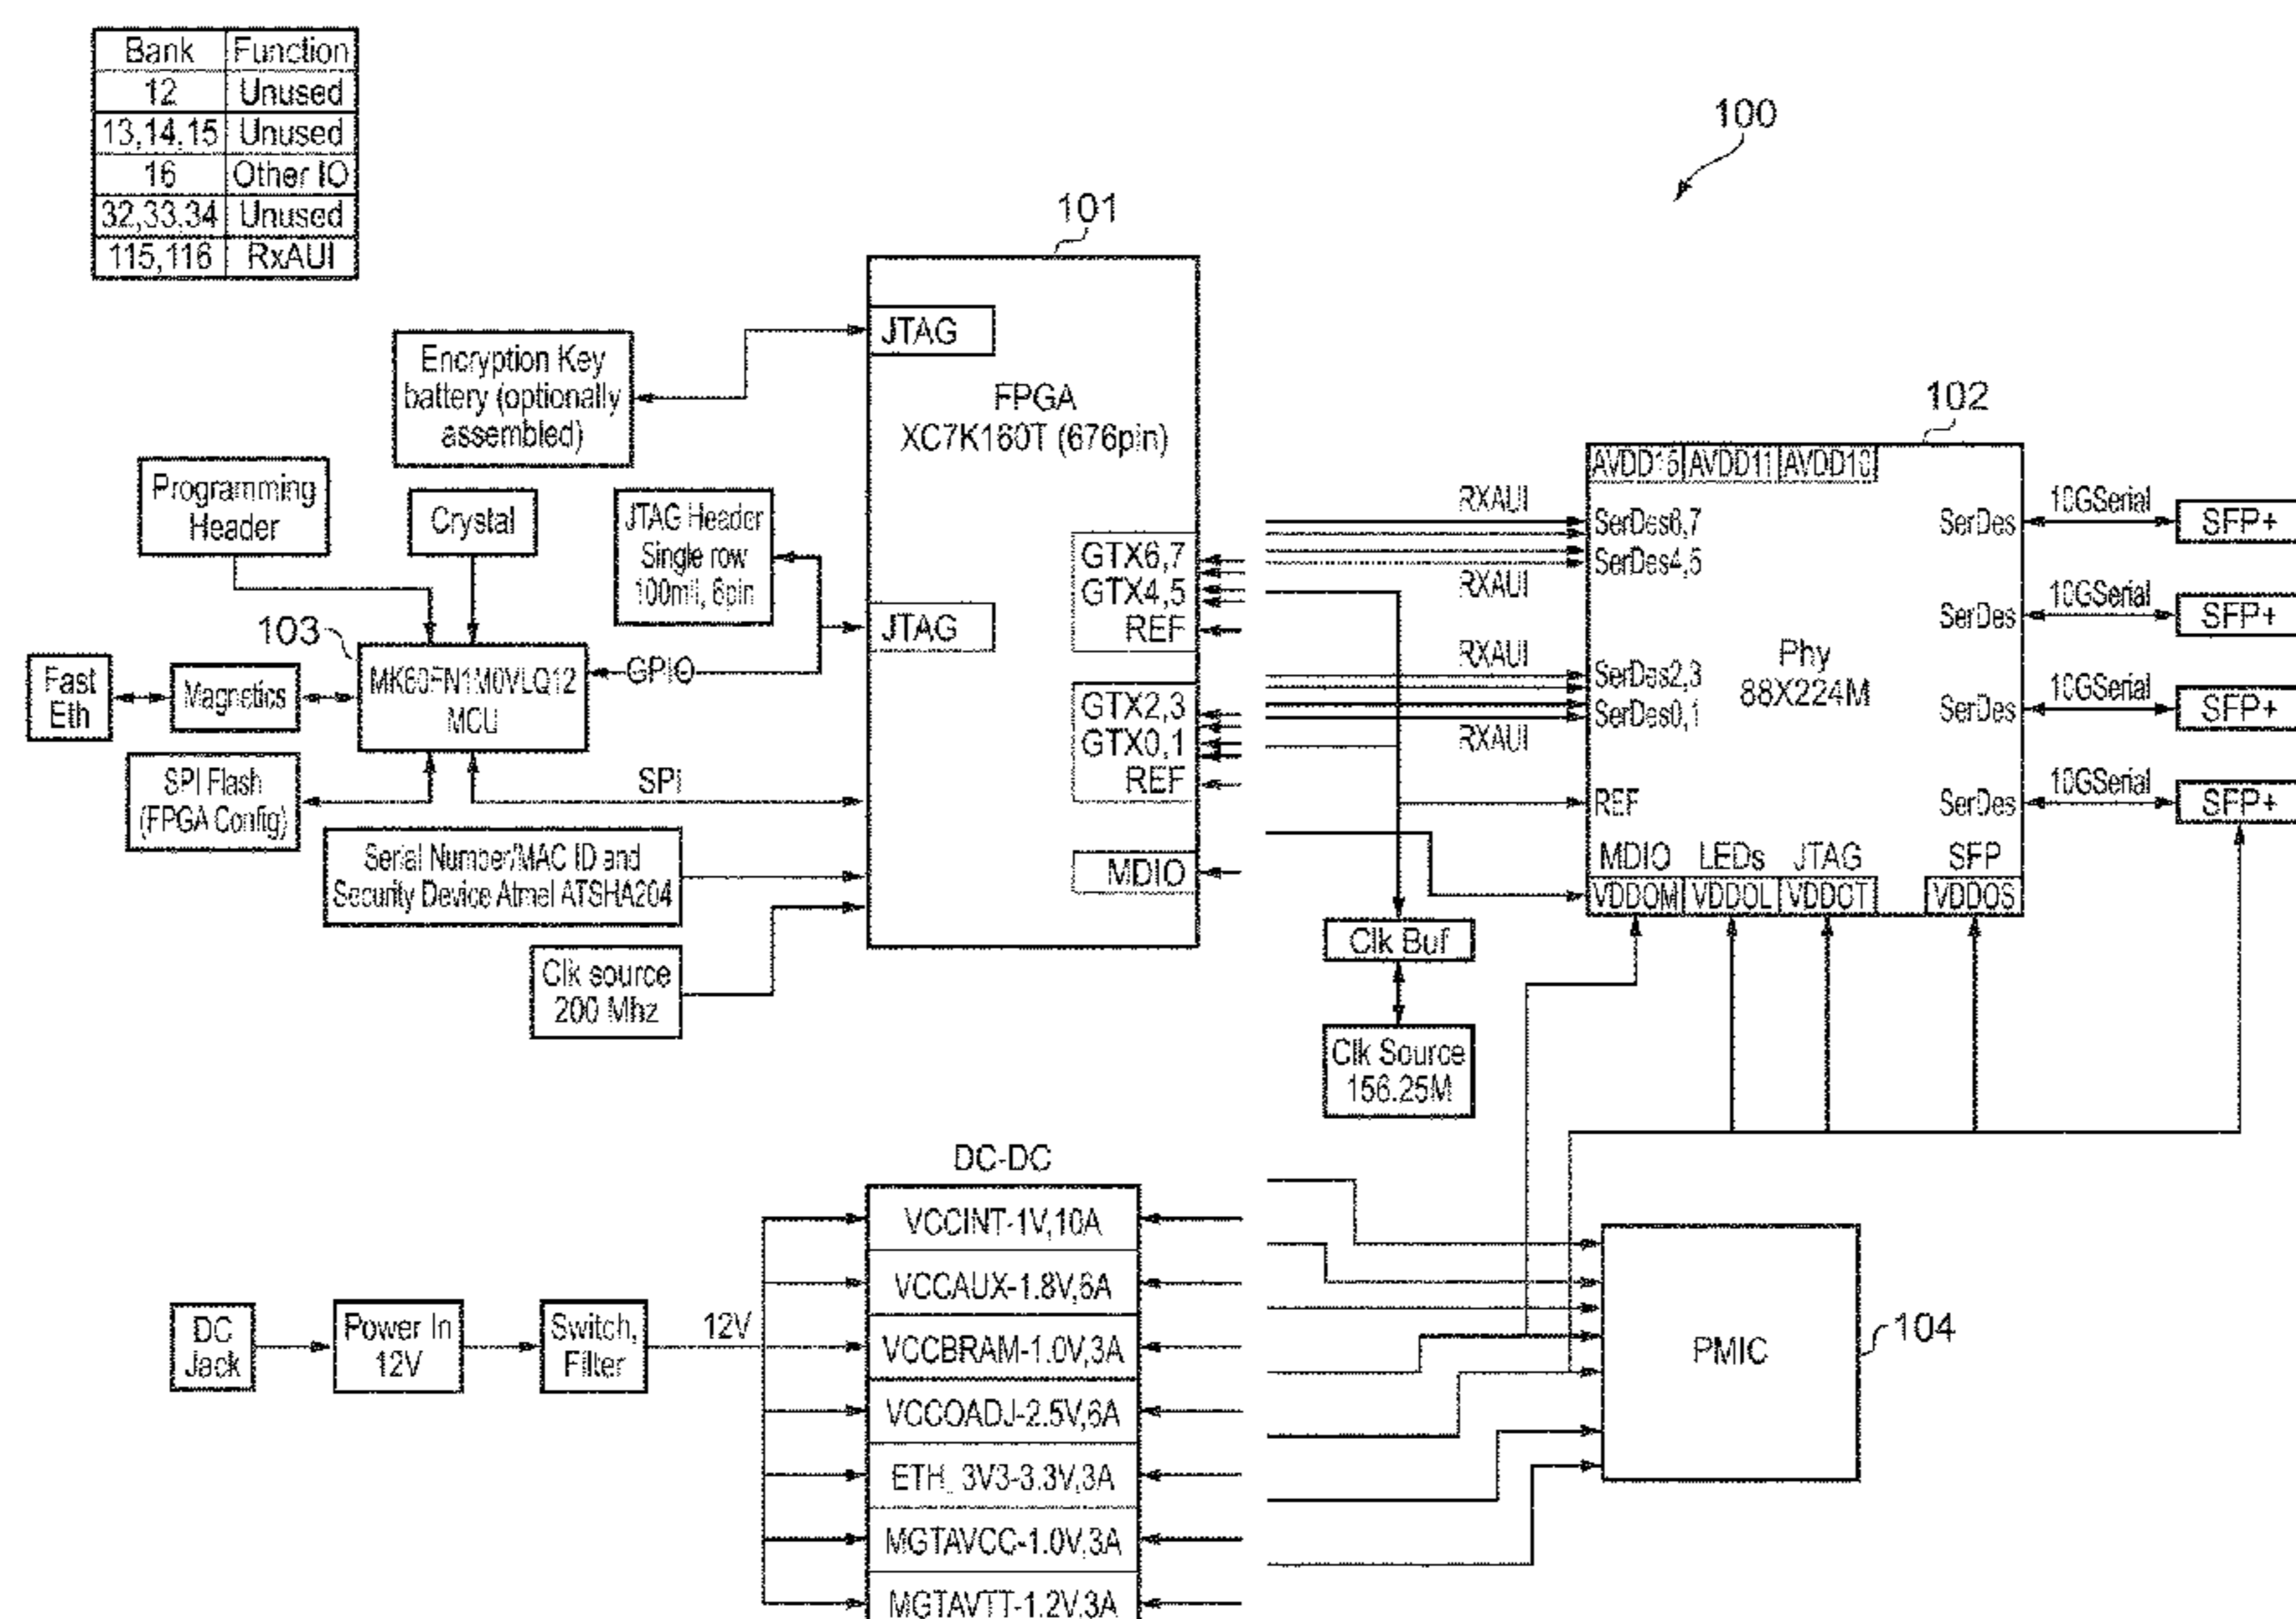 Bank Function
12 Unused
13,14,15 Unused
16 Other IO
32,33,34 Unused
115,116 RxAUI
100
101
JTAG
Encryption Key
battery (optionally
assembled)
FPGA
XC7K160T (676pin)
102
AVDD15 AVDD11 AVDD10
Programming
Header
Crystal
JTAG Header
Single row
100mil, 6pin
GTX6,7
GTX4,5
REF
RXAUI
RXAUI
SerDes6,7
SerDes4,5
SerDes
10GSerial
SFP+
SerDes
10GSerial
SFP+
JTAG
103
GPIO
Fast
Eth
Magnetics
MK60FN1M0VLQ12
MCU
GTX2,3
GTX0,1
REF
RXAUI
RXAUI
SerDes2,3
SerDes0,1
Phy
88X224M
SerDes
10GSerial
SFP+
SPI Flash
(FPGA Config)
SPI
REF
SerDes
10GSerial
SFP+
Serial Number/MAC ID and
Security Device Atmel ATSHA204
MDIO
MDIO LEDs JTAG SFP
VDDOM VDDOL VDDOT VDDOS
Clk source
200 Mhz
Clk Buf
Clk Source
156.25M
DC-DC
VCCINT-1V,10A
VCCAUX-1.8V,6A
VCCBRAM-1.0V,3A
VCCOADJ-2.5V,6A
ETH_3V3-3.3V,3A
MGTAVCC-1.0V,3A
MGTAVTT-1.2V,3A
DC
Jack
Power In
12V
Switch,
Filter
12V
PMIC
104